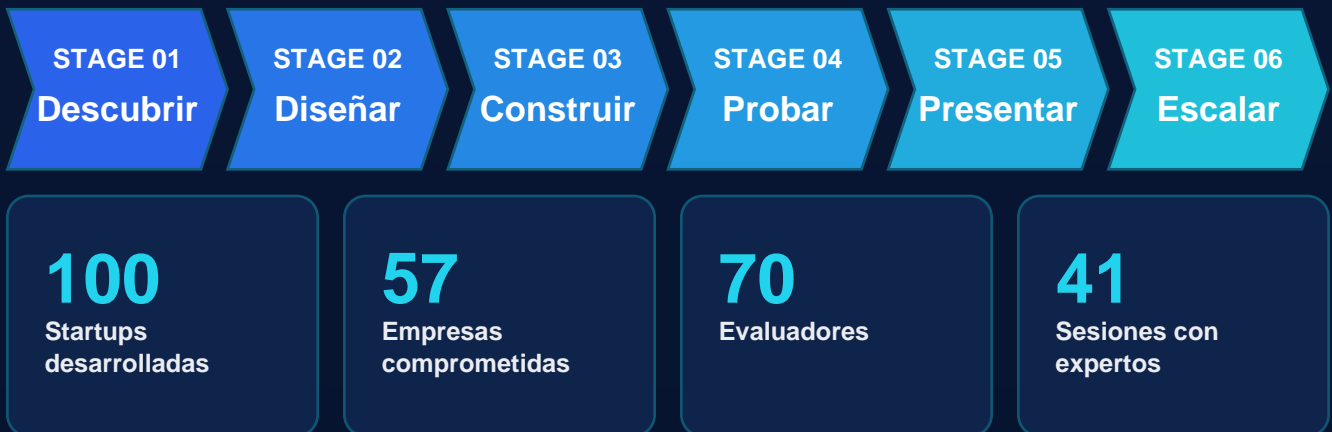 STAGE 01
Descubrir
STAGE 02
Diseñar
STAGE 03
Construir
STAGE 04
Probar
STAGE 05
Presentar
STAGE 06
Escalar
100
Startups
desarrolladas
57
Empresas
comprometidas
70
Evaluadores
41
Sesiones con
expertos